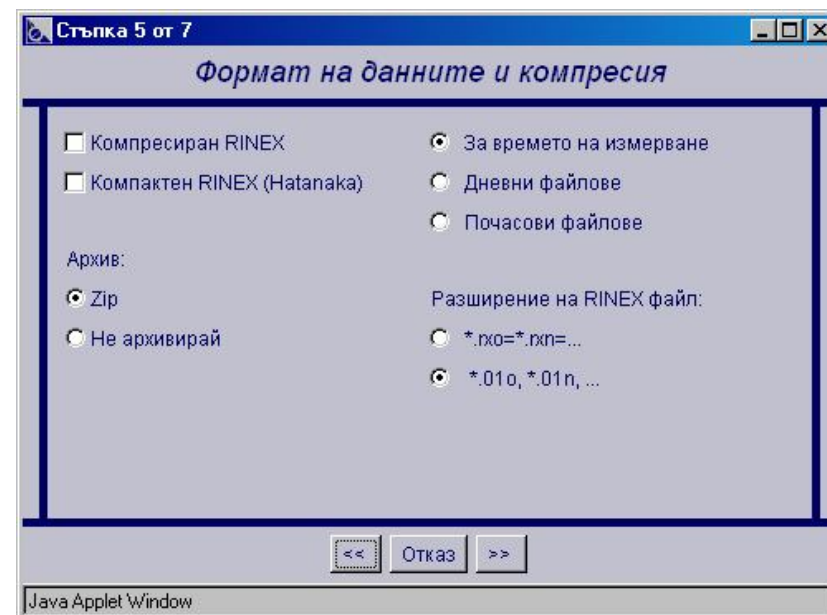 Стъпка 5 от 7
Формат на данните и компресия
Компресиран RINEX
Компактен RINEX (Hatanaka)
Архив:
Zip
Не архивирай
За времето на измерване
Дневни файлове
Почасови файлове
Разширение на RINEX файл:
*.rxo=*.rxn=...
*.01o, *.01n, ...
<< Отказ >>
Java Applet Window